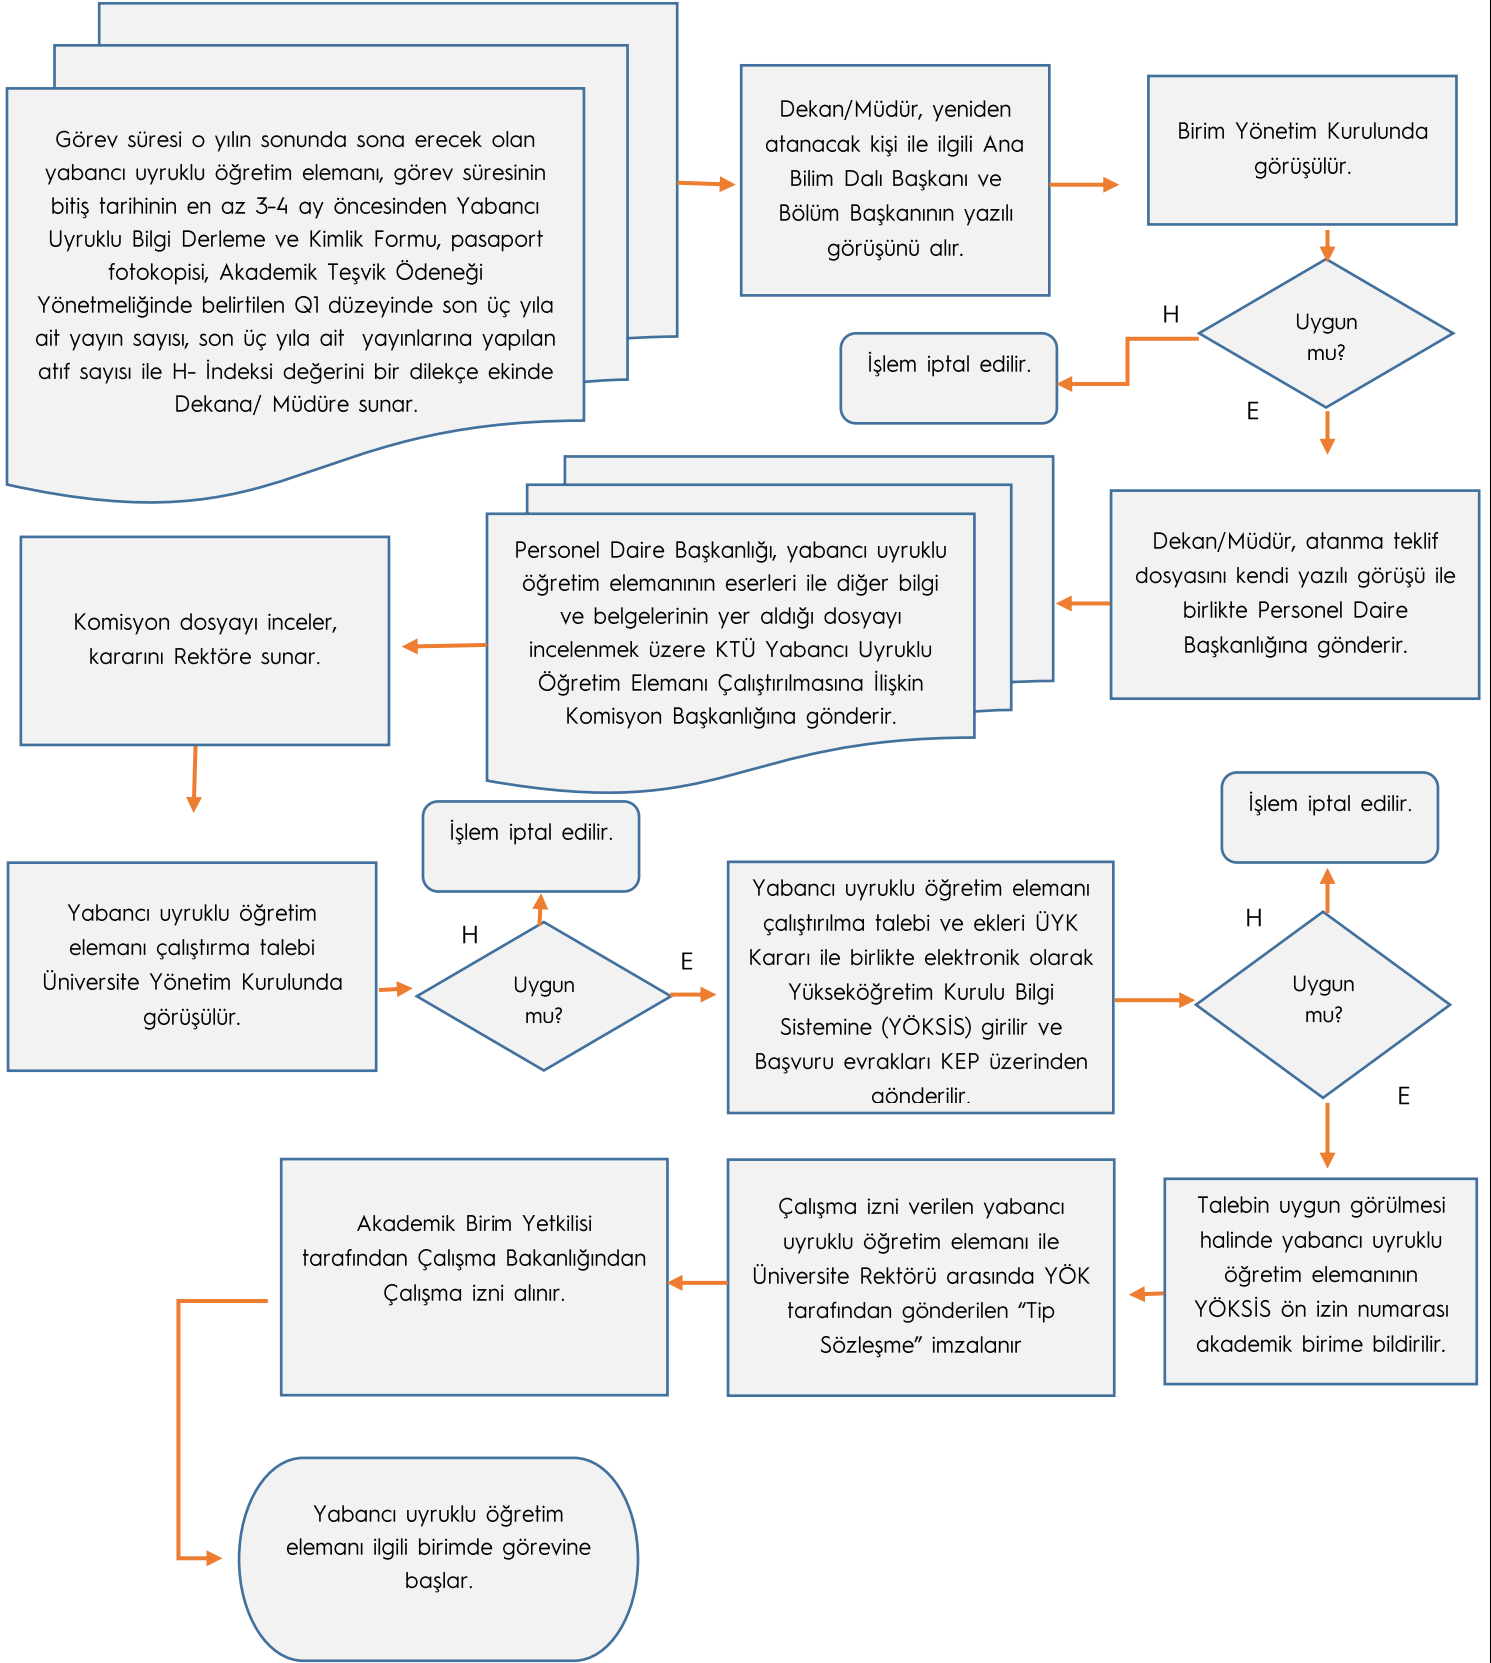 Görev süresi o yılın sonunda sona erecek olan
yabancı uyruklu öğretim elemanı, görev süresinin
bitiş tarihinin en az 3-4 ay öncesinden Yabancı
Uyruklu Bilgi Derleme ve Kimlik Formu, pasaport
fotokopisi, Akademik Teşvik Ödeneği
Yönetmeliğinde belirtilen Q1 düzeyinde son üç yıla
ait yayın sayısı, son üç yıla ait yayınlarına yapılan
atıf sayısı ile H- İndeksi değerini bir dilekçe ekinde
Dekana/ Müdüre sunar.
Dekan/Müdür, yeniden
atanacak kişi ile ilgili Ana
Bilim Dalı Başkanı ve
Bölüm Başkanının yazılı
görüşünü alır.
Birim Yönetim Kurulunda
görüşülür.
Uygun
mu?
H
İşlem iptal edilir.
E
Dekan/Müdür, atanma teklif
dosyasını kendi yazılı görüşü ile
birlikte Personel Daire
Başkanlığına gönderir.
Personel Daire Başkanlığı, yabancı uyruklu
öğretim elemanının eserleri ile diğer bilgi
ve belgelerinin yer aldığı dosyayı
incelenmek üzere KTÜ Yabancı Uyruklu
Öğretim Elemanı Çalıştırılmasına İlişkin
Komisyon Başkanlığına gönderir.
Komisyon dosyayı inceler,
kararını Rektöre sunar.
Yabancı uyruklu öğretim
elemanı çalıştırma talebi
Üniversite Yönetim Kurulunda
görüşülür.
Uygun
mu?
H
İşlem iptal edilir.
E
Yabancı uyruklu öğretim elemanı
çalıştırılma talebi ve ekleri ÜYK
Kararı ile birlikte elektronik olarak
Yükseköğretim Kurulu Bilgi
Sistemine (YÖKSİS) girilir ve
Başvuru evrakları KEP üzerinden
gönderilir.
Uygun
mu?
H
İşlem iptal edilir.
E
Talebin uygun görülmesi
halinde yabancı uyruklu
öğretim elemanının
YÖKSİS ön izin numarası
akademik birime bildirilir.
Çalışma izni verilen yabancı
uyruklu öğretim elemanı ile
Üniversite Rektörü arasında YÖK
tarafından gönderilen “Tip
Sözleşme” imzalanır
Akademik Birim Yetkilisi
tarafından Çalışma Bakanlığından
Çalışma izni alınır.
Yabancı uyruklu öğretim
elemanı ilgili birimde görevine
başlar.